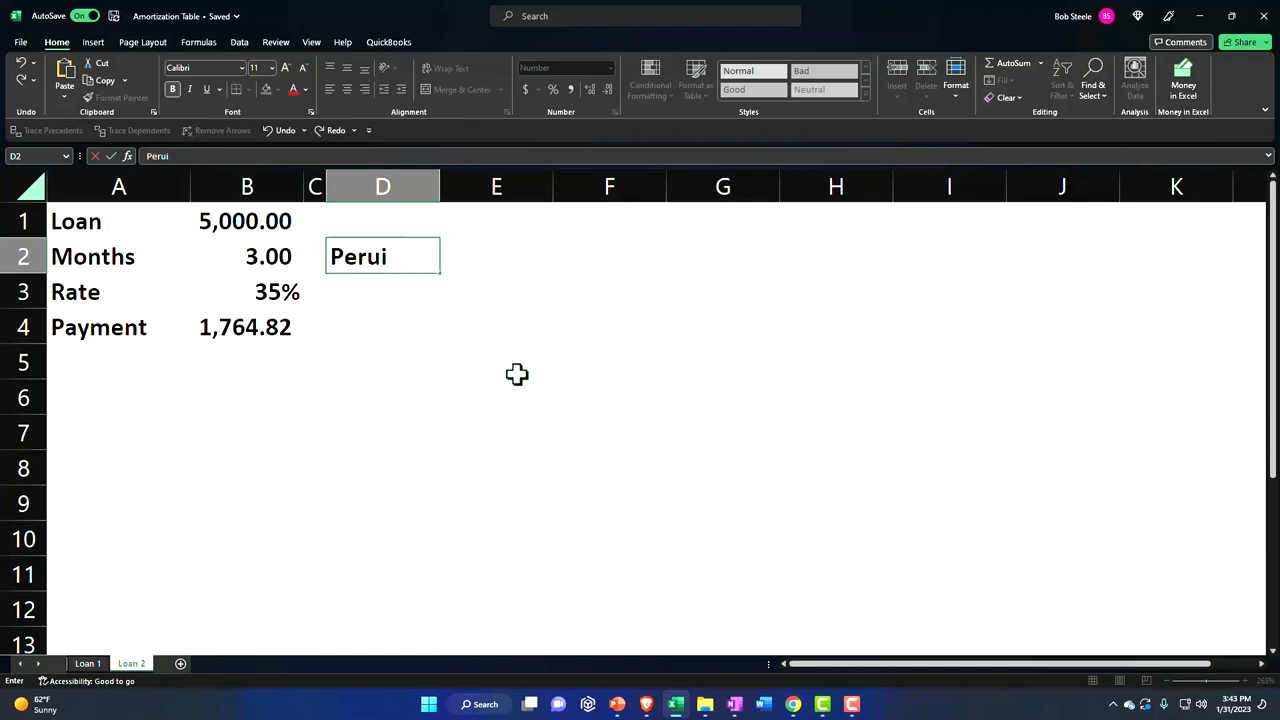 AutoSave On Amortization Table • Saved Search Bob Steele BS
File Home Insert Page Layout Formulas Data Review View Help QuickBooks Comments Share
Paste Cut Copy Format Painter Calibri 11 B I U A Wrap Text Merge & Center Number $ % Conditional Formatting Format as Table Normal Bad Good Neutral Insert Delete Format AutoSum Fill Clear Sort & Filter Find & Select Analyze Data Money in Excel
Undo Clipboard Font Alignment Number Styles Cells Editing Analysis Money in Excel
Trace Precedents Trace Dependents Remove Arrows Undo Redo
D2 fx Perui
A B C D E F G H I J K
1 Loan 5,000.00
2 Months 3.00 Perui
3 Rate 35%
4 Payment 1,764.82
5
6
7
8
9
10
11
12
13
Loan 1 Loan 2
Enter Accessibility: Good to go 265%
62°F
Sunny
Search
3:43 PM
1/31/2023